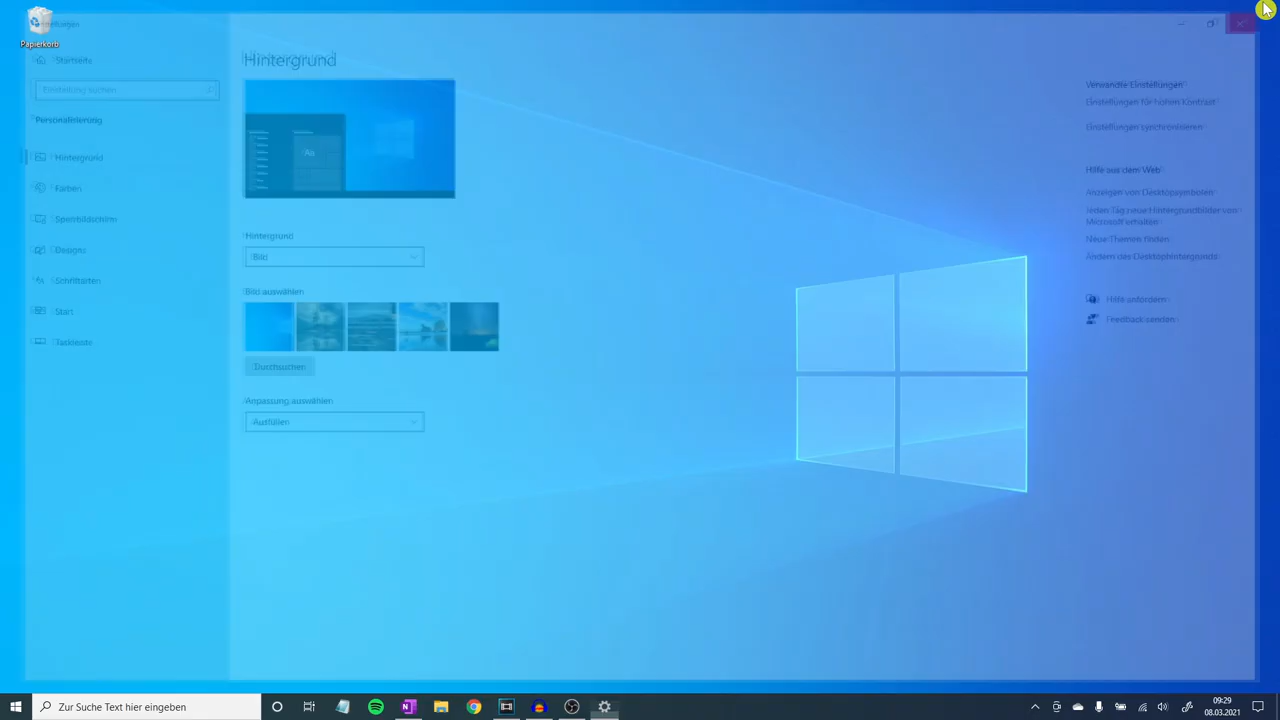 Papierkorb
Einstellungen
Startseite
Einstellung suchen
Personalisierung
Hintergrund
Farben
Sperrbildschirm
Designs
Schriftarten
Start
Taskleiste
Hintergrund
Aa
Hintergrund
Bild
Bild auswählen
Durchsuchen
Anpassung auswählen
Ausfüllen
Verwandte Einstellungen
Einstellungen für hohen Kontrast
Einstellungen synchronisieren
Hilfe aus dem Web
Anzeigen von Desktopsymbolen
Jeden Tag neue Hintergrundbilder von
Microsoft erhalten
Neue Themen finden
Ändern des Desktophintergrunds
Hilfe anfordern
Feedback senden
Zur Suche Text hier eingeben
09:29
08.03.2021